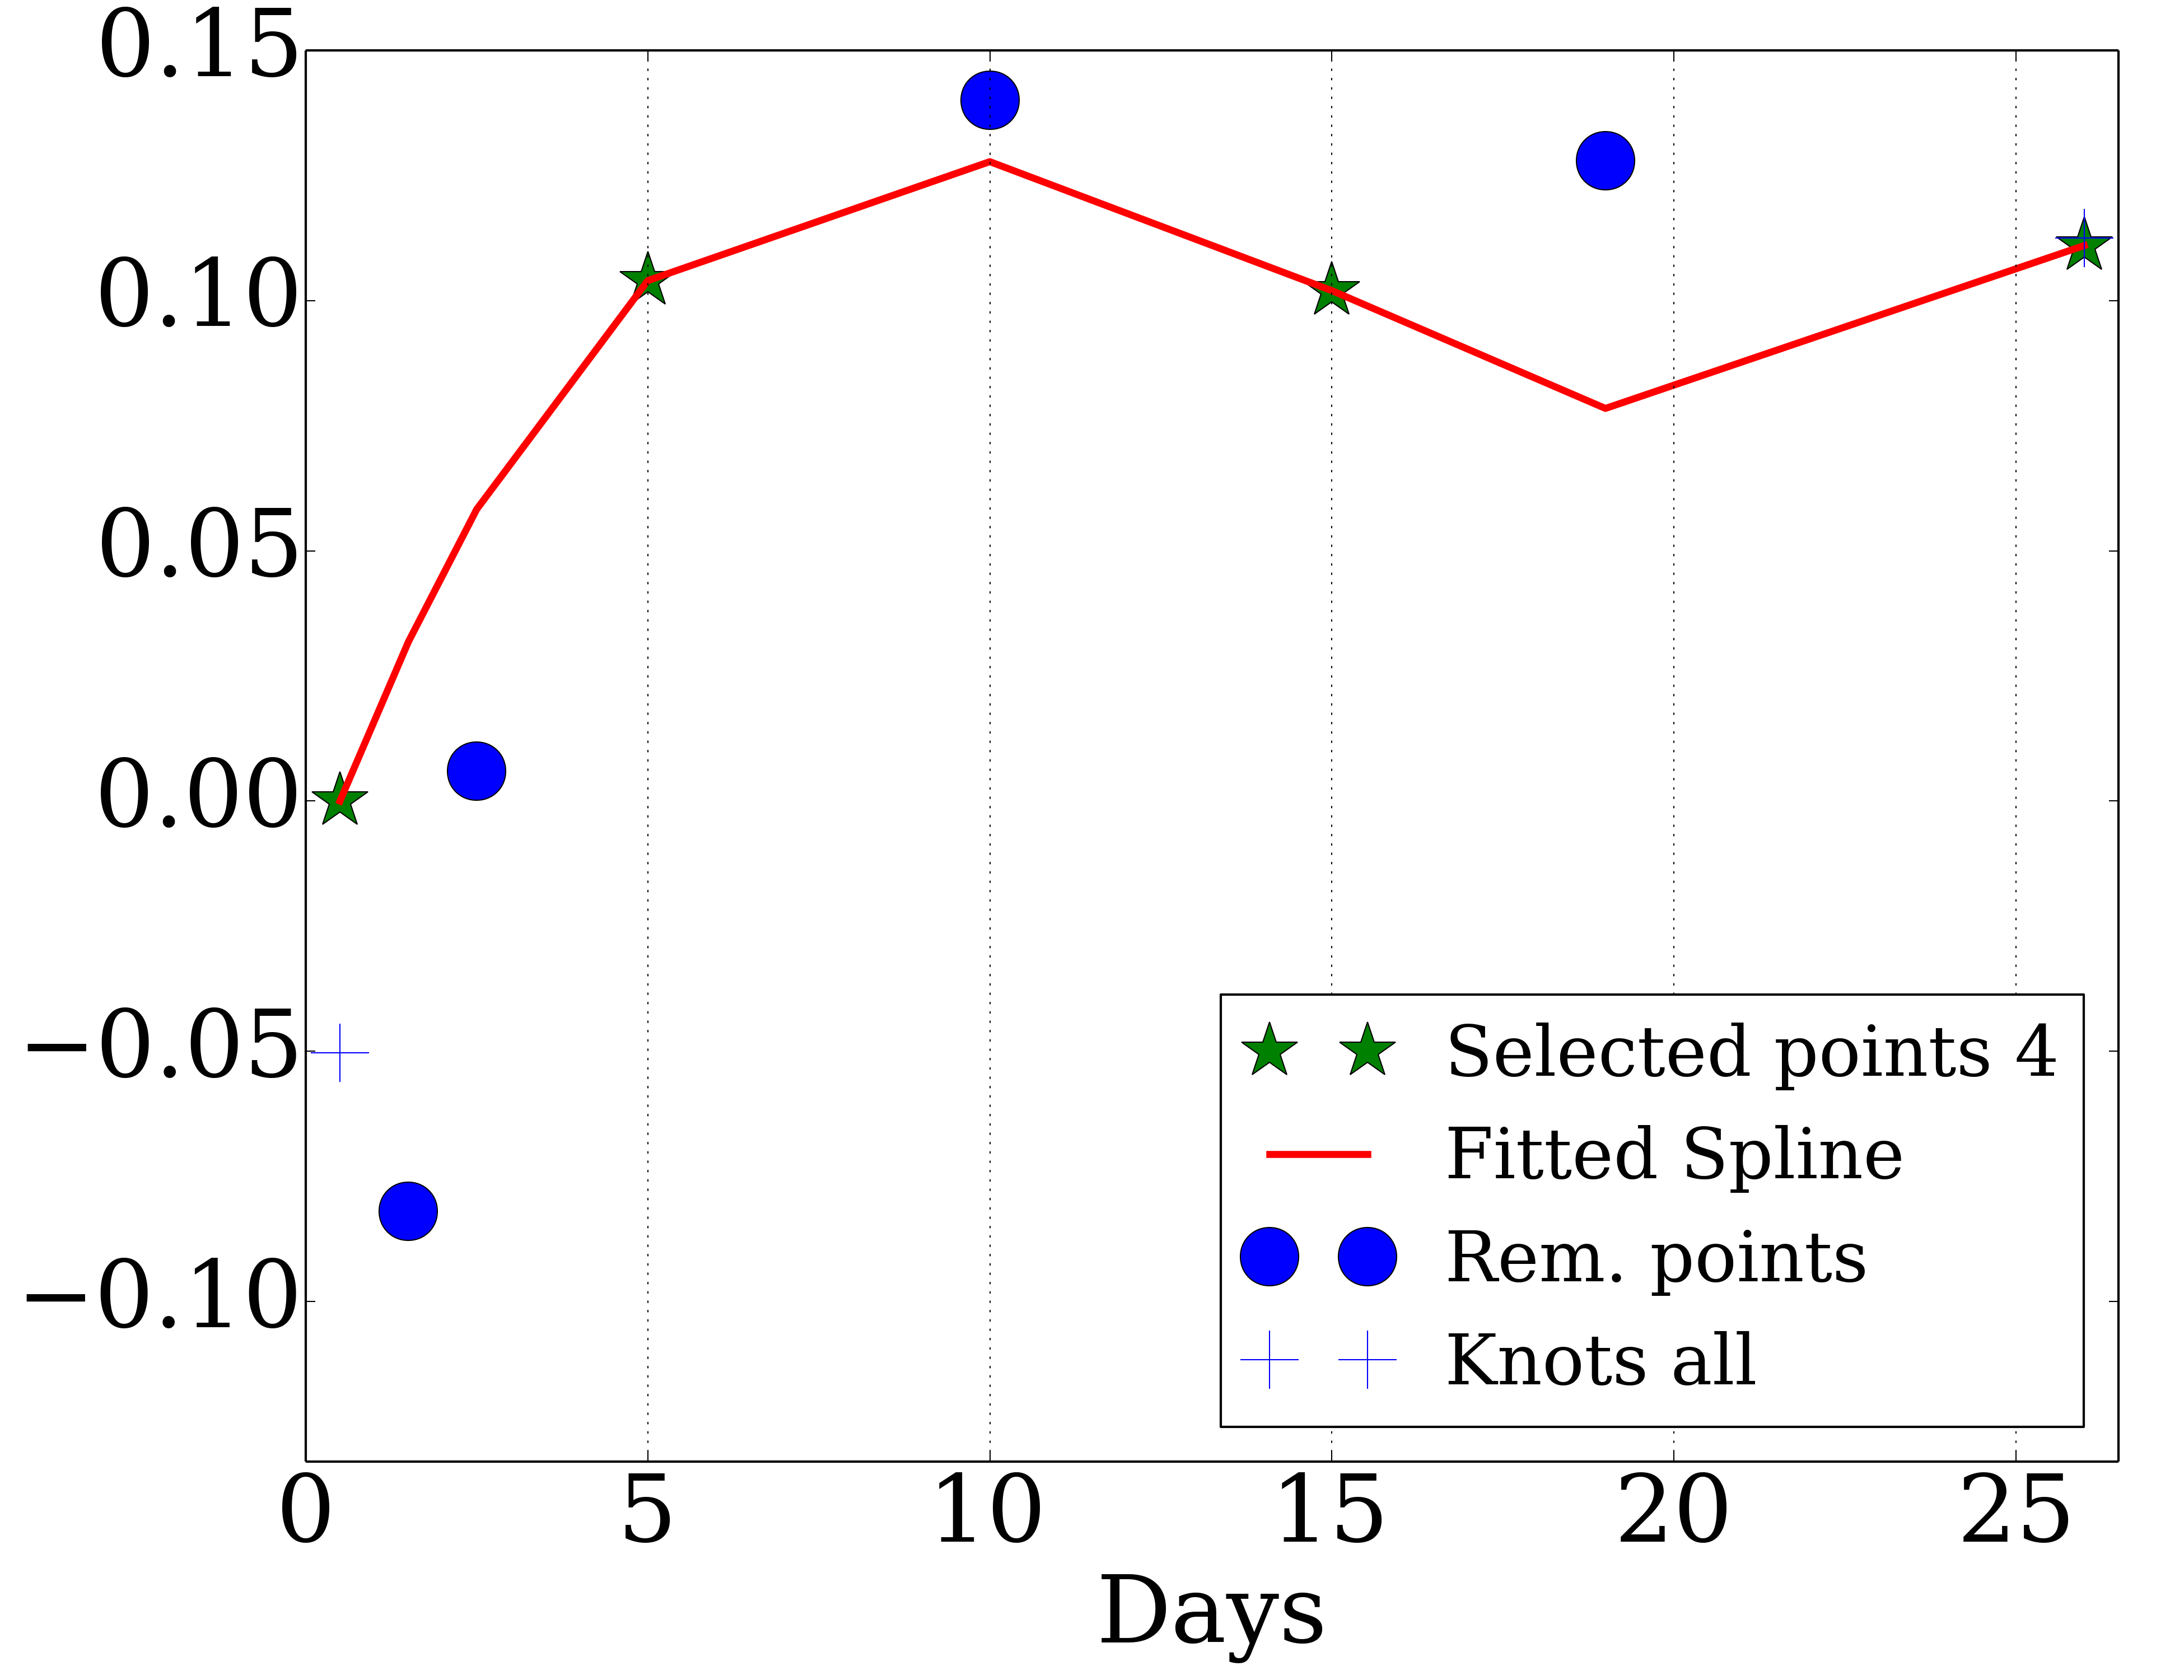 0.15
0.10
0.05
0.00
−0.05
−0.10
Selected points 4
Fitted Spline
Rem. points
Knots all
0 5 10 15 20 25
Days